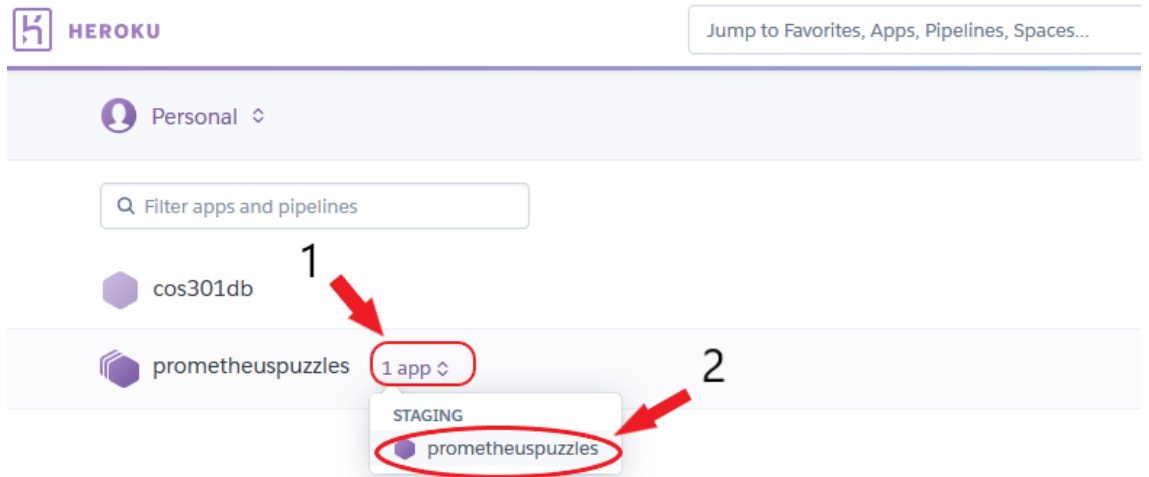 HEROKU
Jump to Favorites, Apps, Pipelines, Spaces...
Personal
Filter apps and pipelines
1
cos301db
prometheuspuzzles 1 app
2
STAGING
prometheuspuzzles